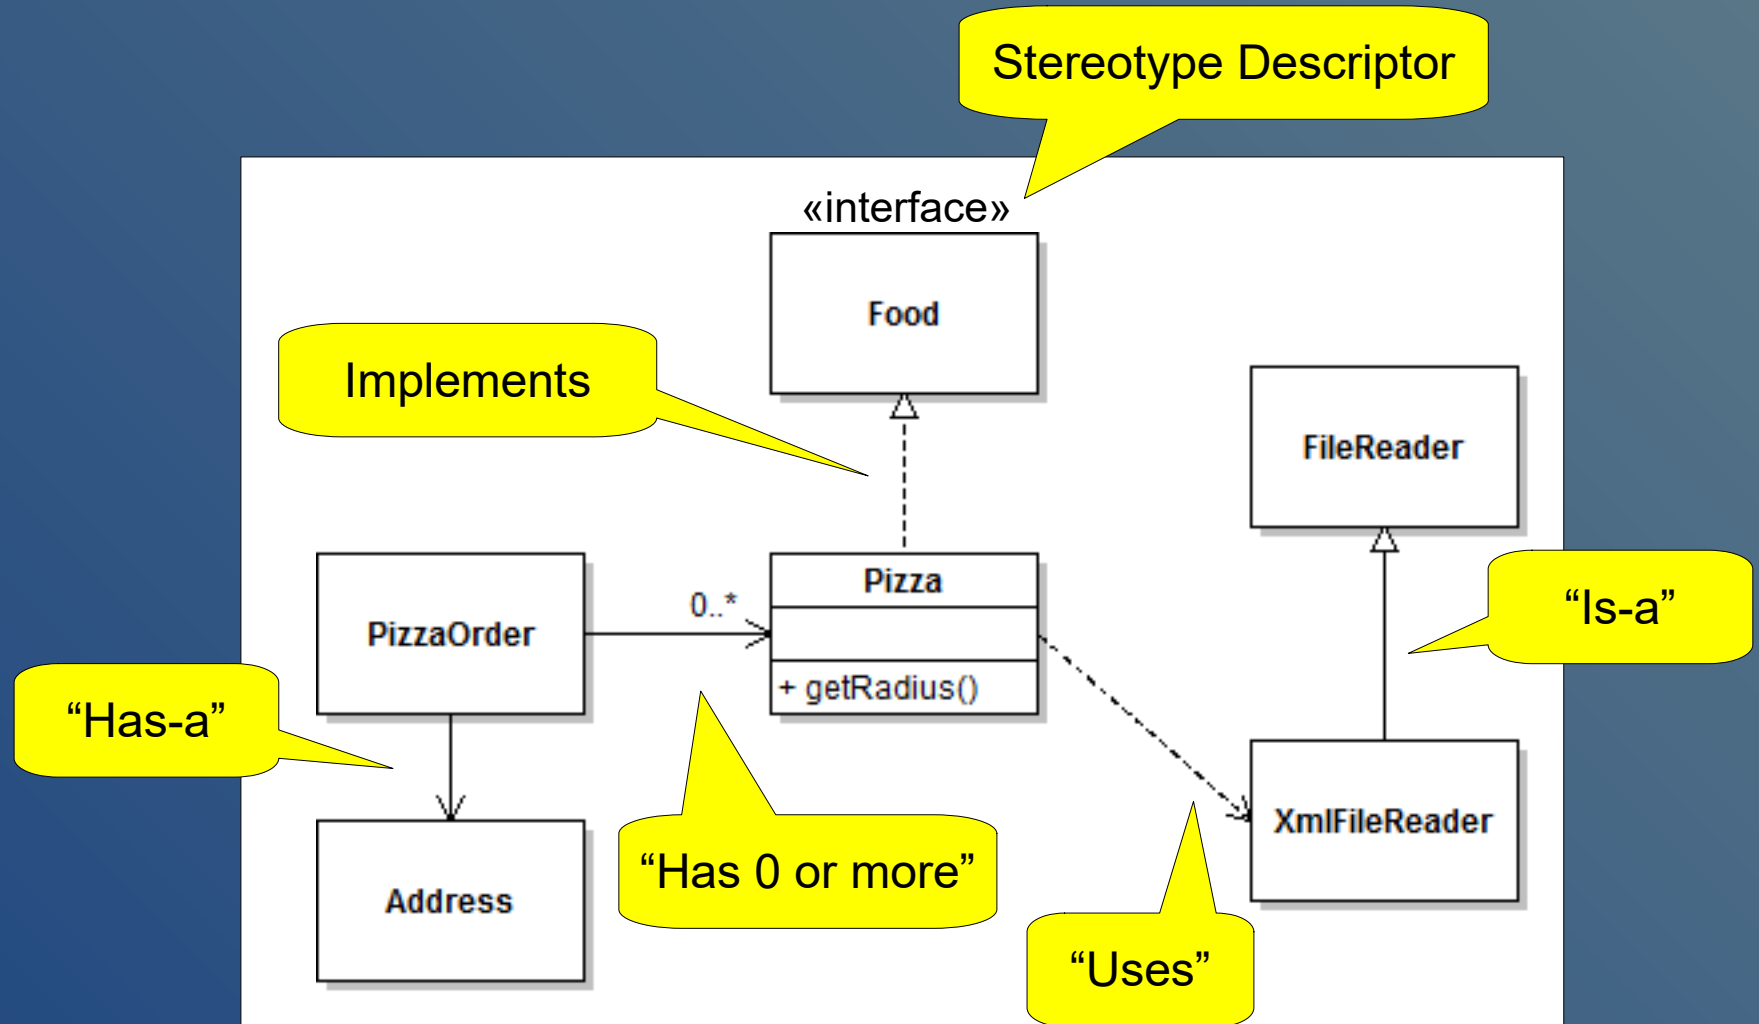 Stereotype Descriptor
«interface»
Food
Implements
FileReader
Pizza
0..*
“Is-a”
PizzaOrder
+ getRadius()
“Has-a”
XmlFileReader
“Has 0 or more”
Address
“Uses”